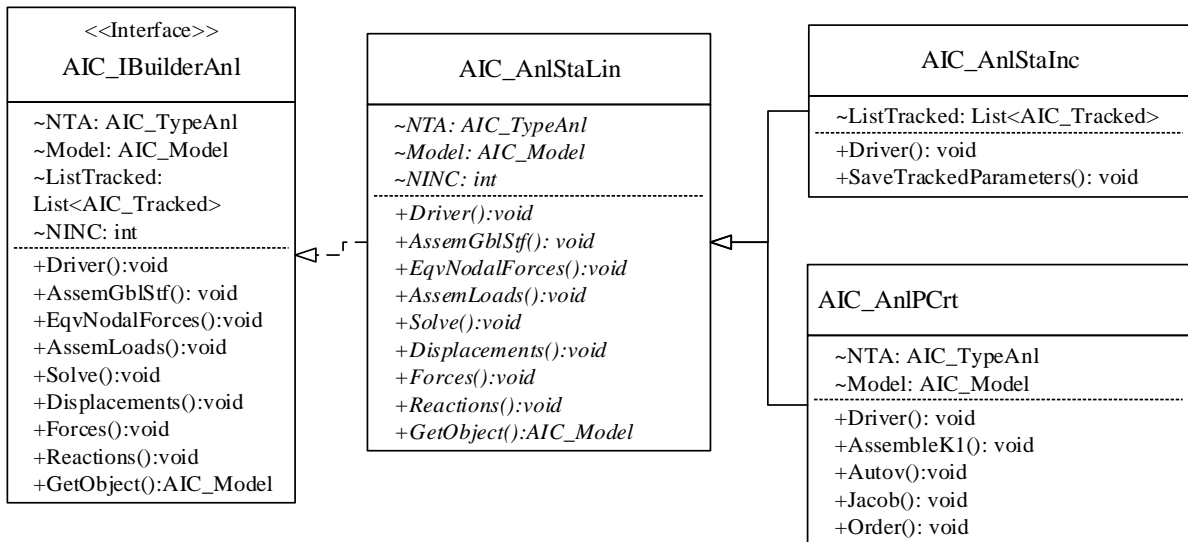 <<Interface>>
AIC_IBuilderAnl
~NTA: AIC_TypeAnl
~Model: AIC_Model
~ListTracked:
List<AIC_Tracked>
~NINC: int
+Driver():void
+AssemGblStf(): void
+EqvNodalForces():void
+AssemLoads():void
+Solve():void
+Displacements():void
+Forces():void
+Reactions():void
+GetObject():AIC_Model
AIC_AnlStaLin
~NTA: AIC_TypeAnl
~Model: AIC_Model
~NINC: int
+Driver():void
+AssemGblStf(): void
+EqvNodalForces():void
+AssemLoads():void
+Solve():void
+Displacements():void
+Forces():void
+Reactions():void
+GetObject():AIC_Model
AIC_AnlStaInc
~ListTracked: List<AIC_Tracked>
+Driver(): void
+SaveTrackedParameters(): void
AIC_AnlPCrt
~NTA: AIC_TypeAnl
~Model: AIC_Model
+Driver(): void
+AssembleK1(): void
+Autov():void
+Jacob(): void
+Order(): void